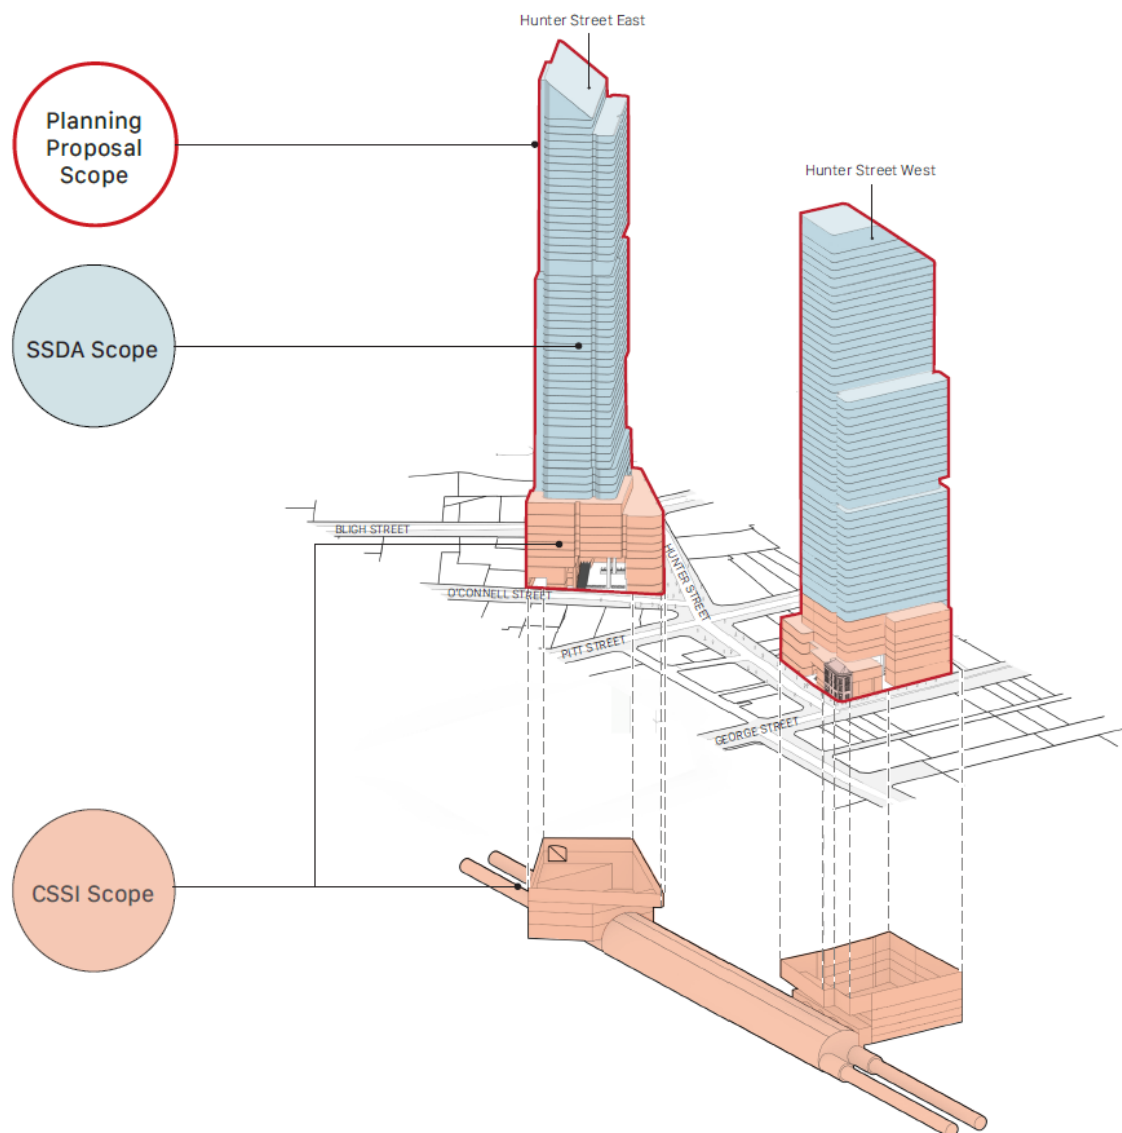 Hunter Street East
Planning
Proposal
Scope
Hunter Street West
SSDA Scope
BLIGH STREET
HUNTER STREET
O'CONNELL STREET
PITT STREET
GEORGE STREET
CSSI Scope